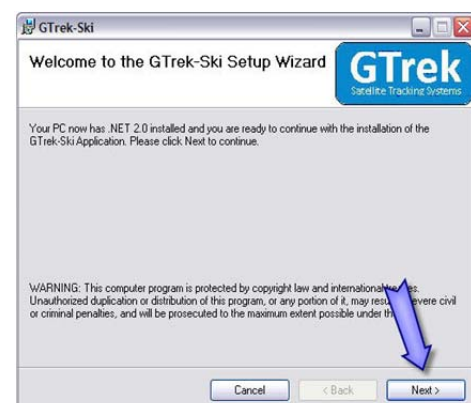 GTrek-Ski
Welcome to the GTrek-Ski Setup Wizard
GTrek
Satellite Tracking Systems
Your PC now has .NET 2.0 installed and you are ready to continue with the installation of the
GTrek-Ski Application. Please click Next to continue.
WARNING: This computer program is protected by copyright law and international
Unauthorized duplication or distribution of this program, or any portion of it, may severe civil
or criminal penalties, and will be prosecuted to the maximum extent possible under
Cancel
< Back
Next >